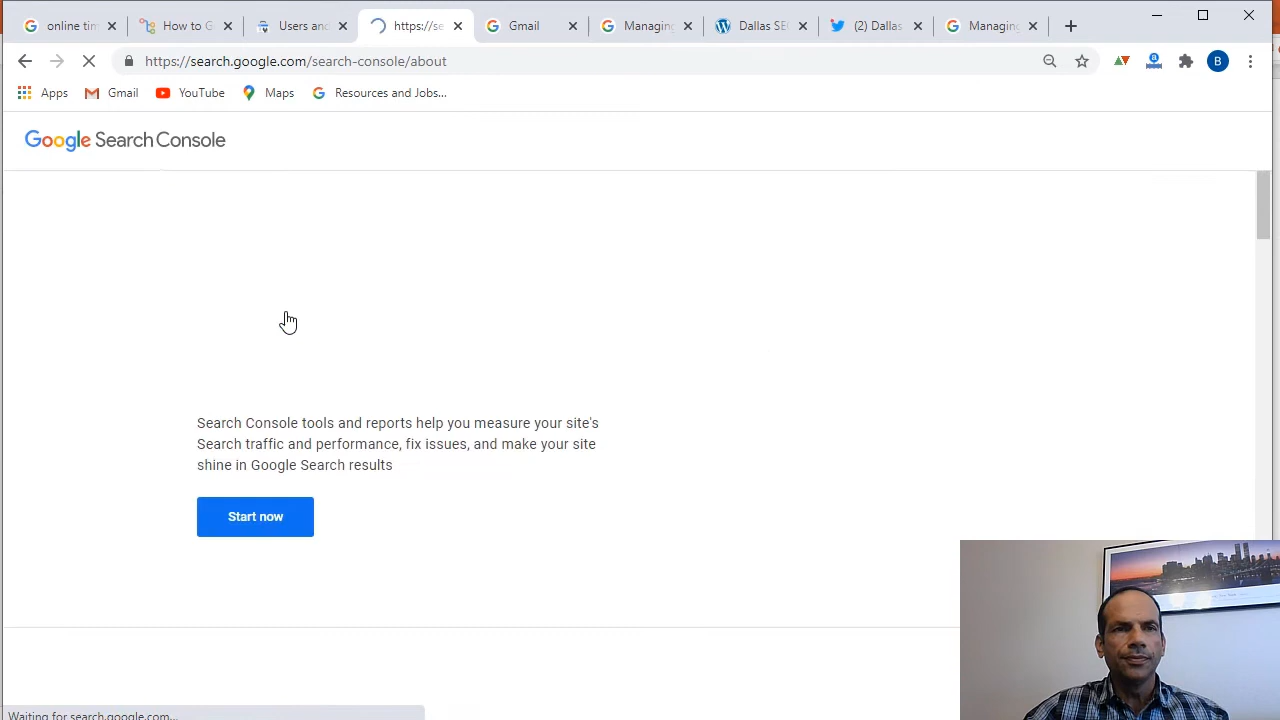 online tim
How to G
Users and
https://se
Gmail
Managing
Dallas SEO
(2) Dallas
Managing
https://search.google.com/search-console/about
B
Apps
Gmail
YouTube
Maps
Resources and Jobs...
Google Search Console
Search Console tools and reports help you measure your site's
Search traffic and performance, fix issues, and make your site
shine in Google Search results
Start now
Waiting for search.google.com...